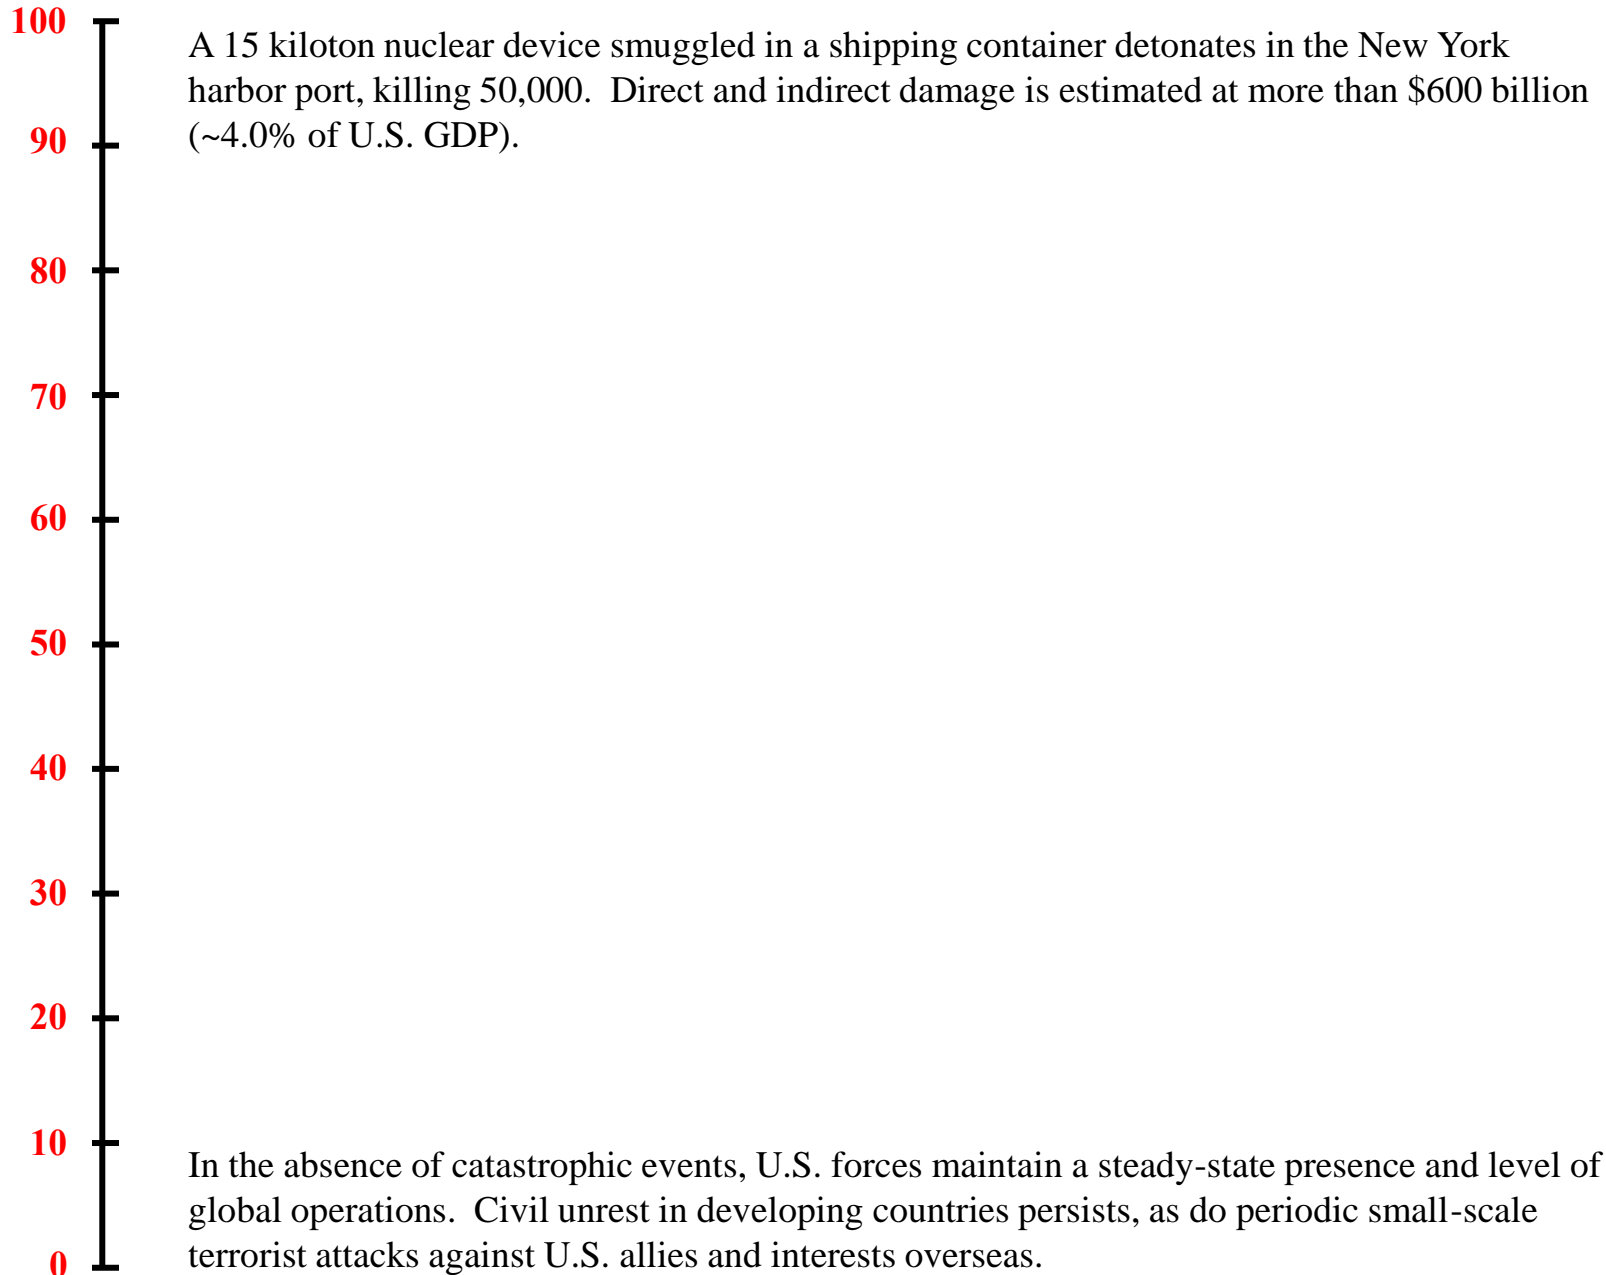 100
A 15 kiloton nuclear device smuggled in a shipping container detonates in the New York
harbor port, killing 50,000.  Direct and indirect damage is estimated at more than $600 billion
90
(~4.0% of U.S. GDP).
80
70
60
50
40
30
20
10
In the absence of catastrophic events, U.S. forces maintain a steady-state presence and level of
global operations.  Civil unrest in developing countries persists, as do periodic small-scale
terrorist attacks against U.S. allies and interests overseas.
0